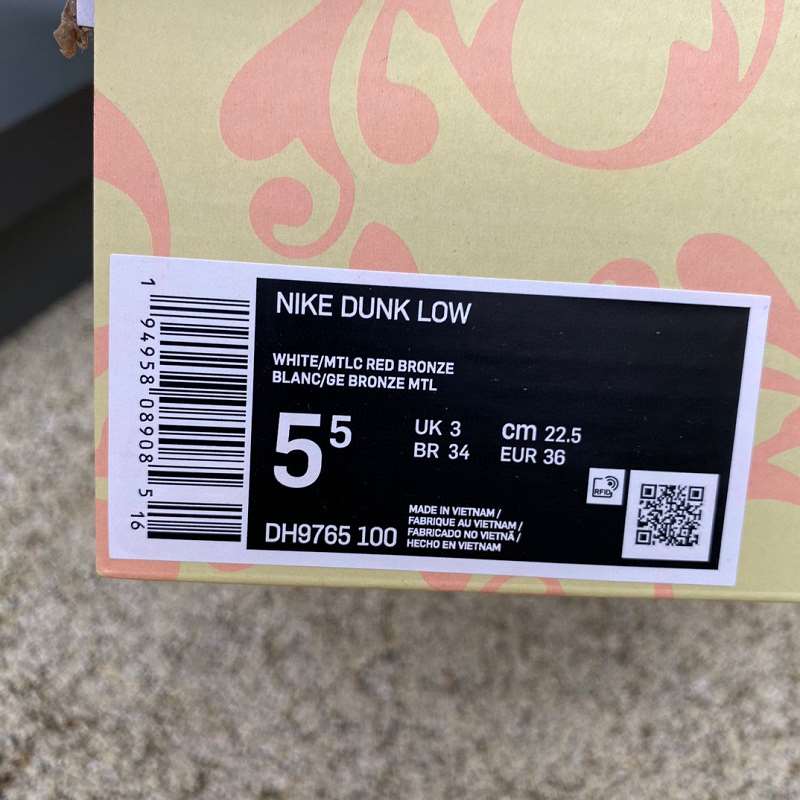 NIKE DUNK LOW
WHITE/MTLC RED BRONZE
BLANC/GE BRONZE MTL
5 5
UK 3 cm 22.5
BR 34 EUR 36
RFID
DH9765 100
MADE IN VIETNAM /
FABRIQUE AU VIETNAM /
FABRICADO NO VIETNÃ /
HECHO EN VIETNAM
1 94958 08908 5 16